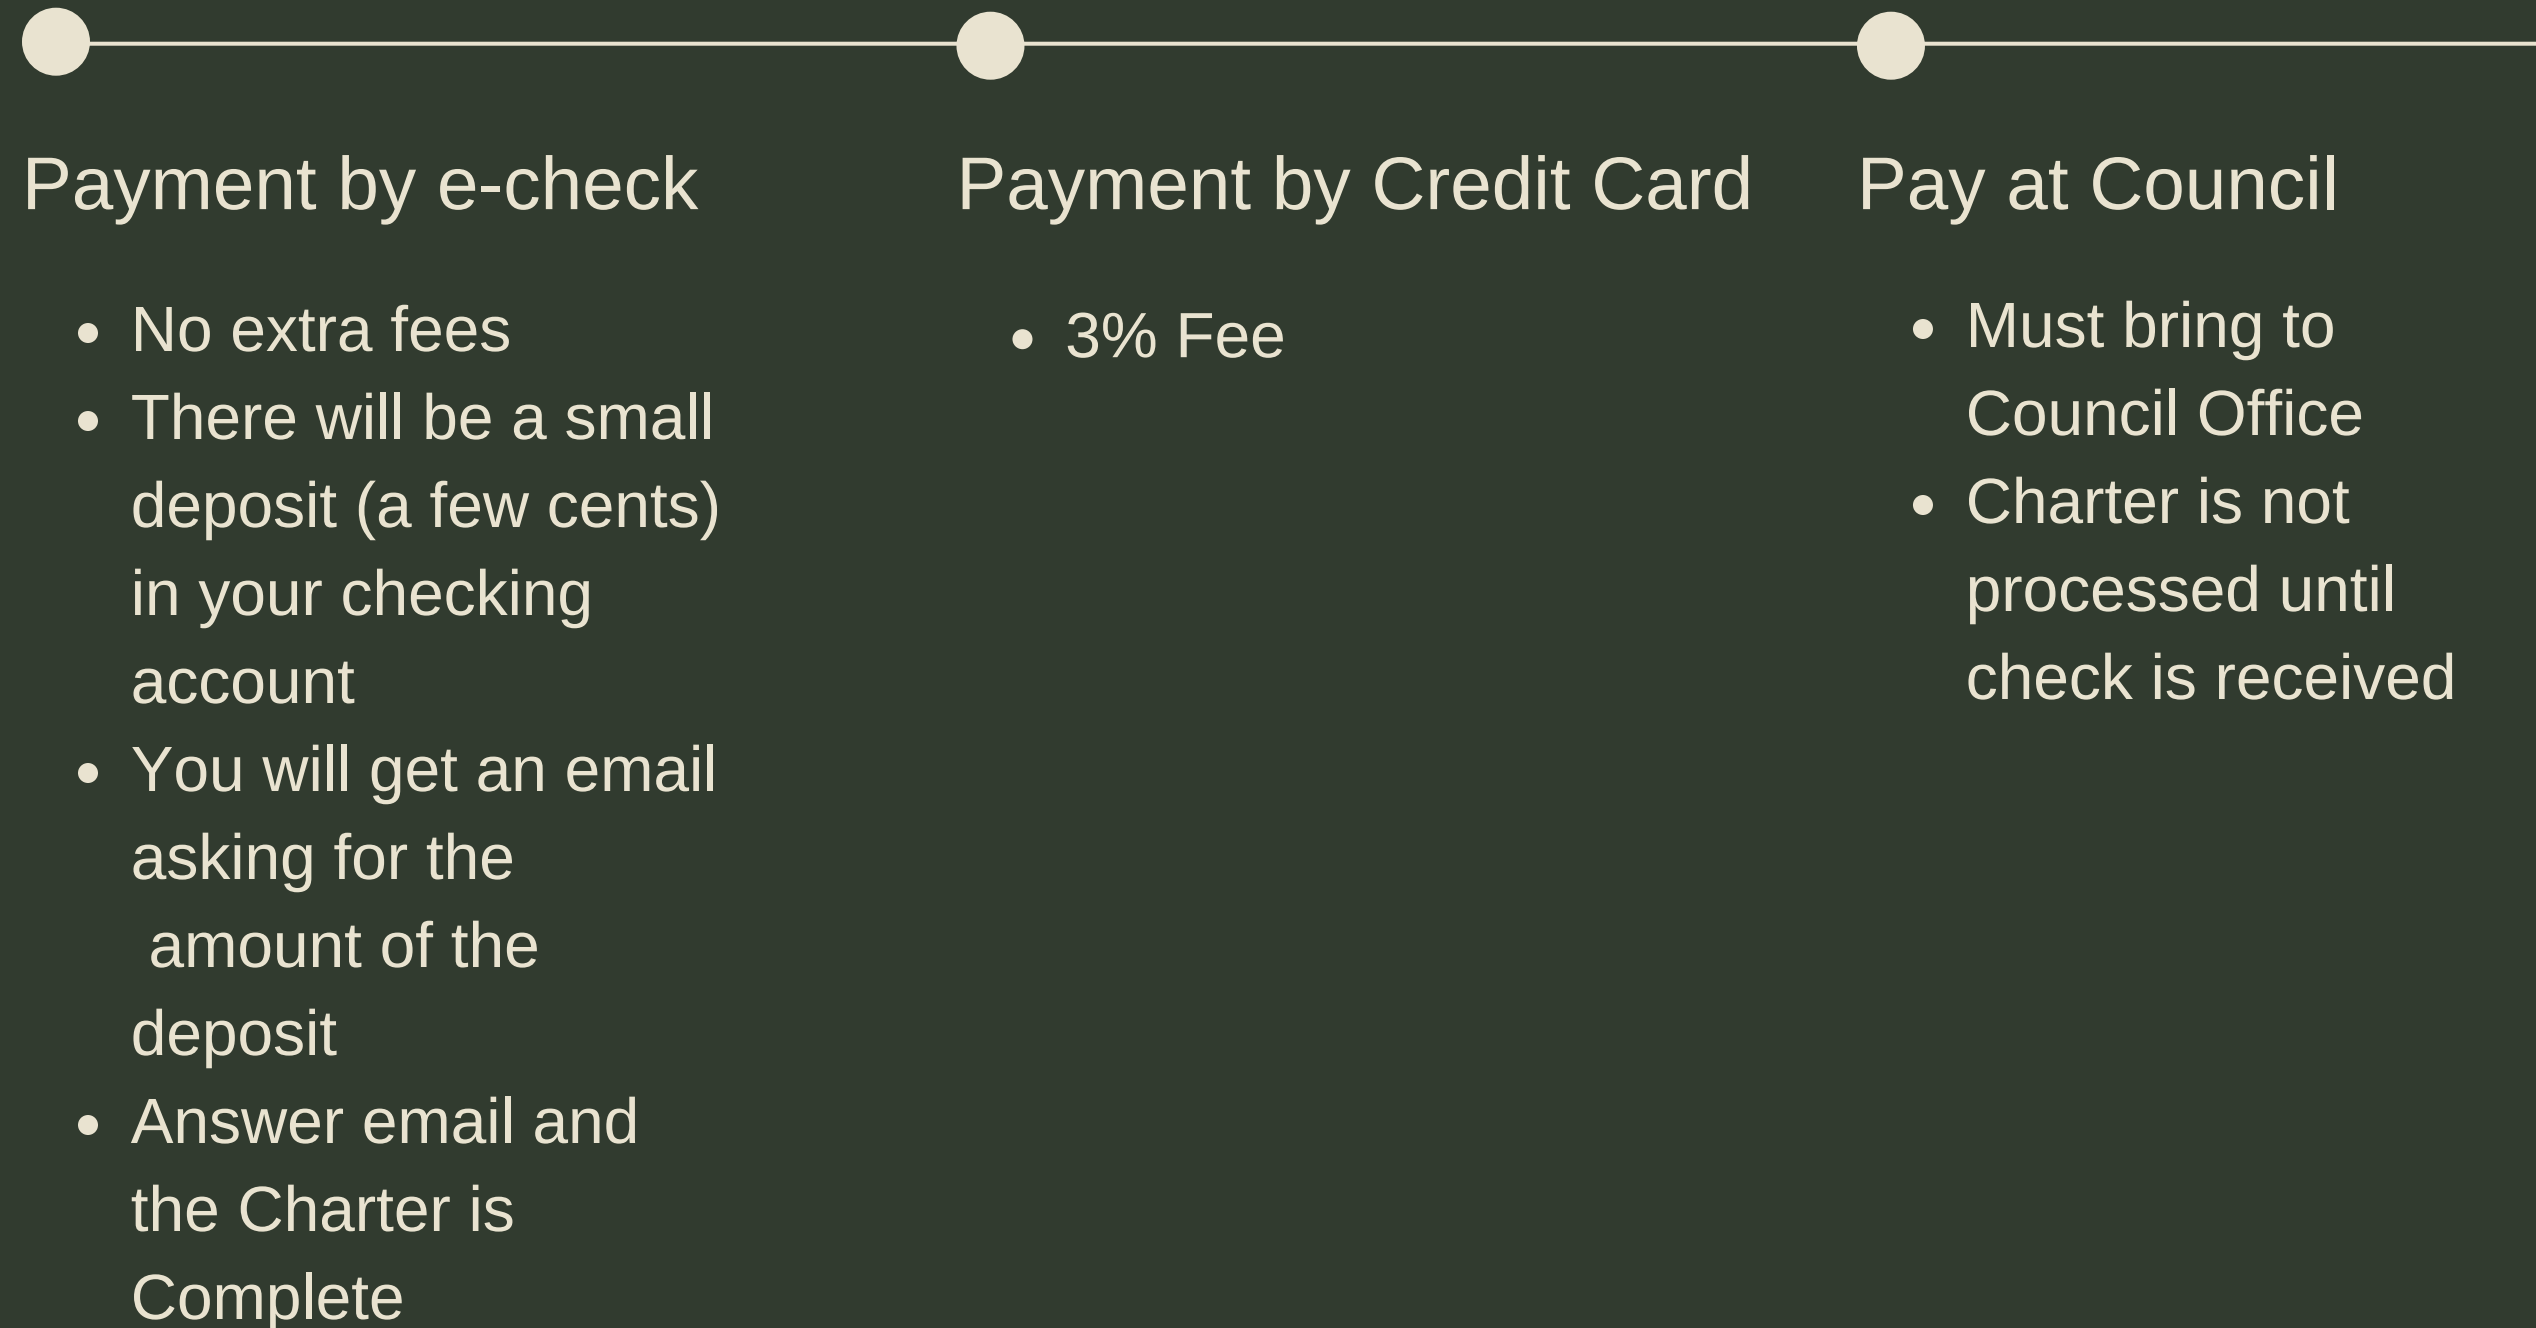 Payment by e-check
• No extra fees
• There will be a small
deposit (a few cents)
in your checking
account
• You will get an email
asking for the
amount of the
deposit
• Answer email and
the Charter is
Complete
Payment by Credit Card
• 3% Fee
Pay at Council
• Must bring to
Council Office
• Charter is not
processed until
check is received